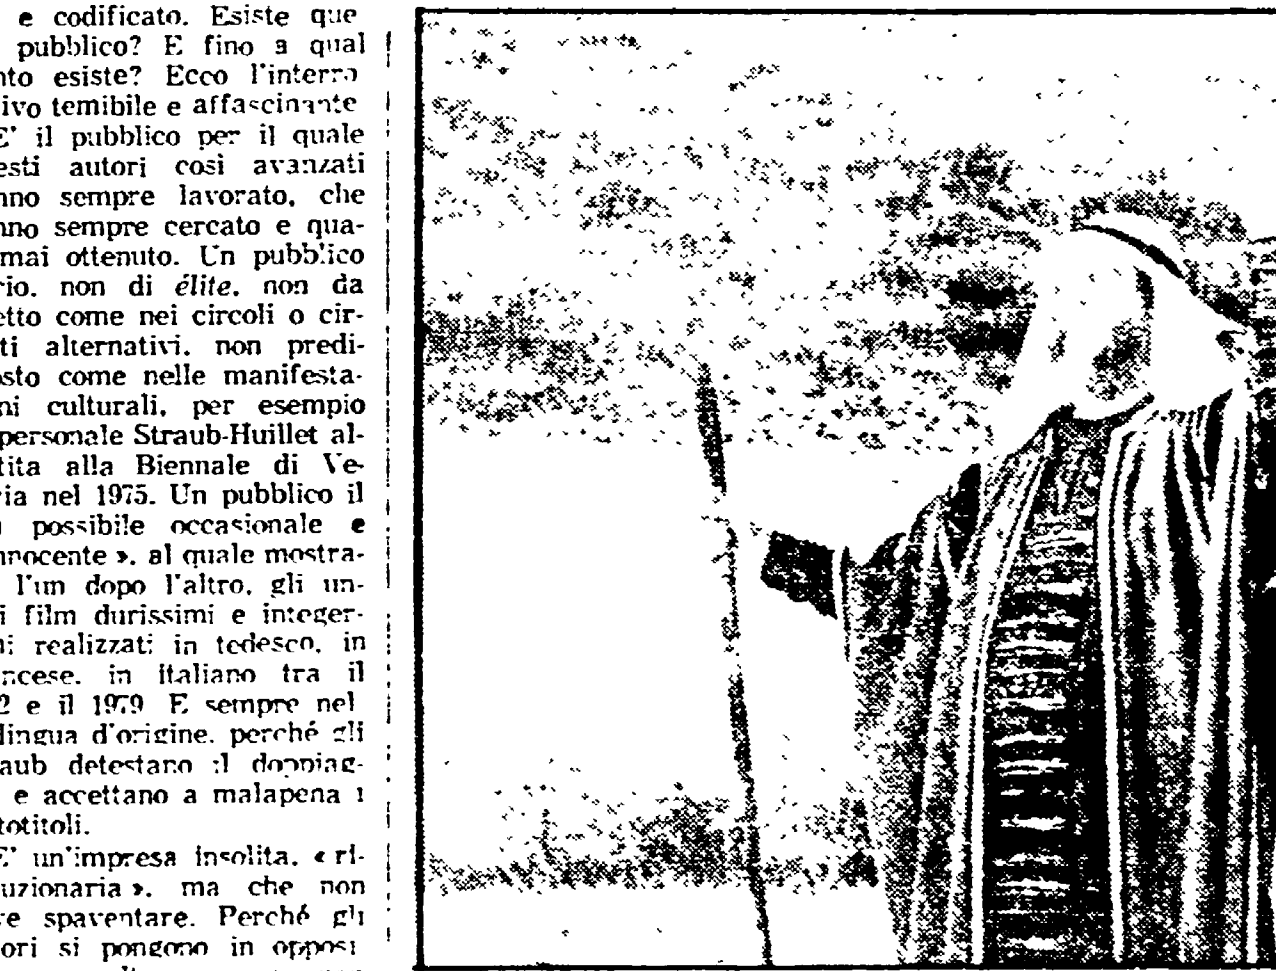 e codificato. Esiste que
pubblico? E fino a qual
nto esiste? Ecco l'interro
ivo temibile e affascinante
E' il pubblico per il quale
esti autori così avanzati
nno sempre lavorato, che
nno sempre cercato e qua-
mai ottenuto. Un pubblico
rio, non di élite, non da
etto come nei circoli o cir-
ti alternativi, non predi-
osto come nelle manifesta-
ni culturali, per esempio
personale Straub-Huillet al-
tita alla Biennale di Ve-
ia nel 1975. Un pubblico il
possibile occasionale e
nnocente », al quale mostra-
l'un dopo l'altro, gli un-
i film durissimi e integer-
ni realizzati in tedesco, in
ncese, in italiano tra il
2 e il 1979 E sempre nel
lingua d'origine, perché gli
aub detestano il doppiag-
e accettano a malapena i
totitoli.
E' un'impresa insolita, « ri-
uzionaria », ma che non
re spaventare. Perché gli
ori si pongono in opposi